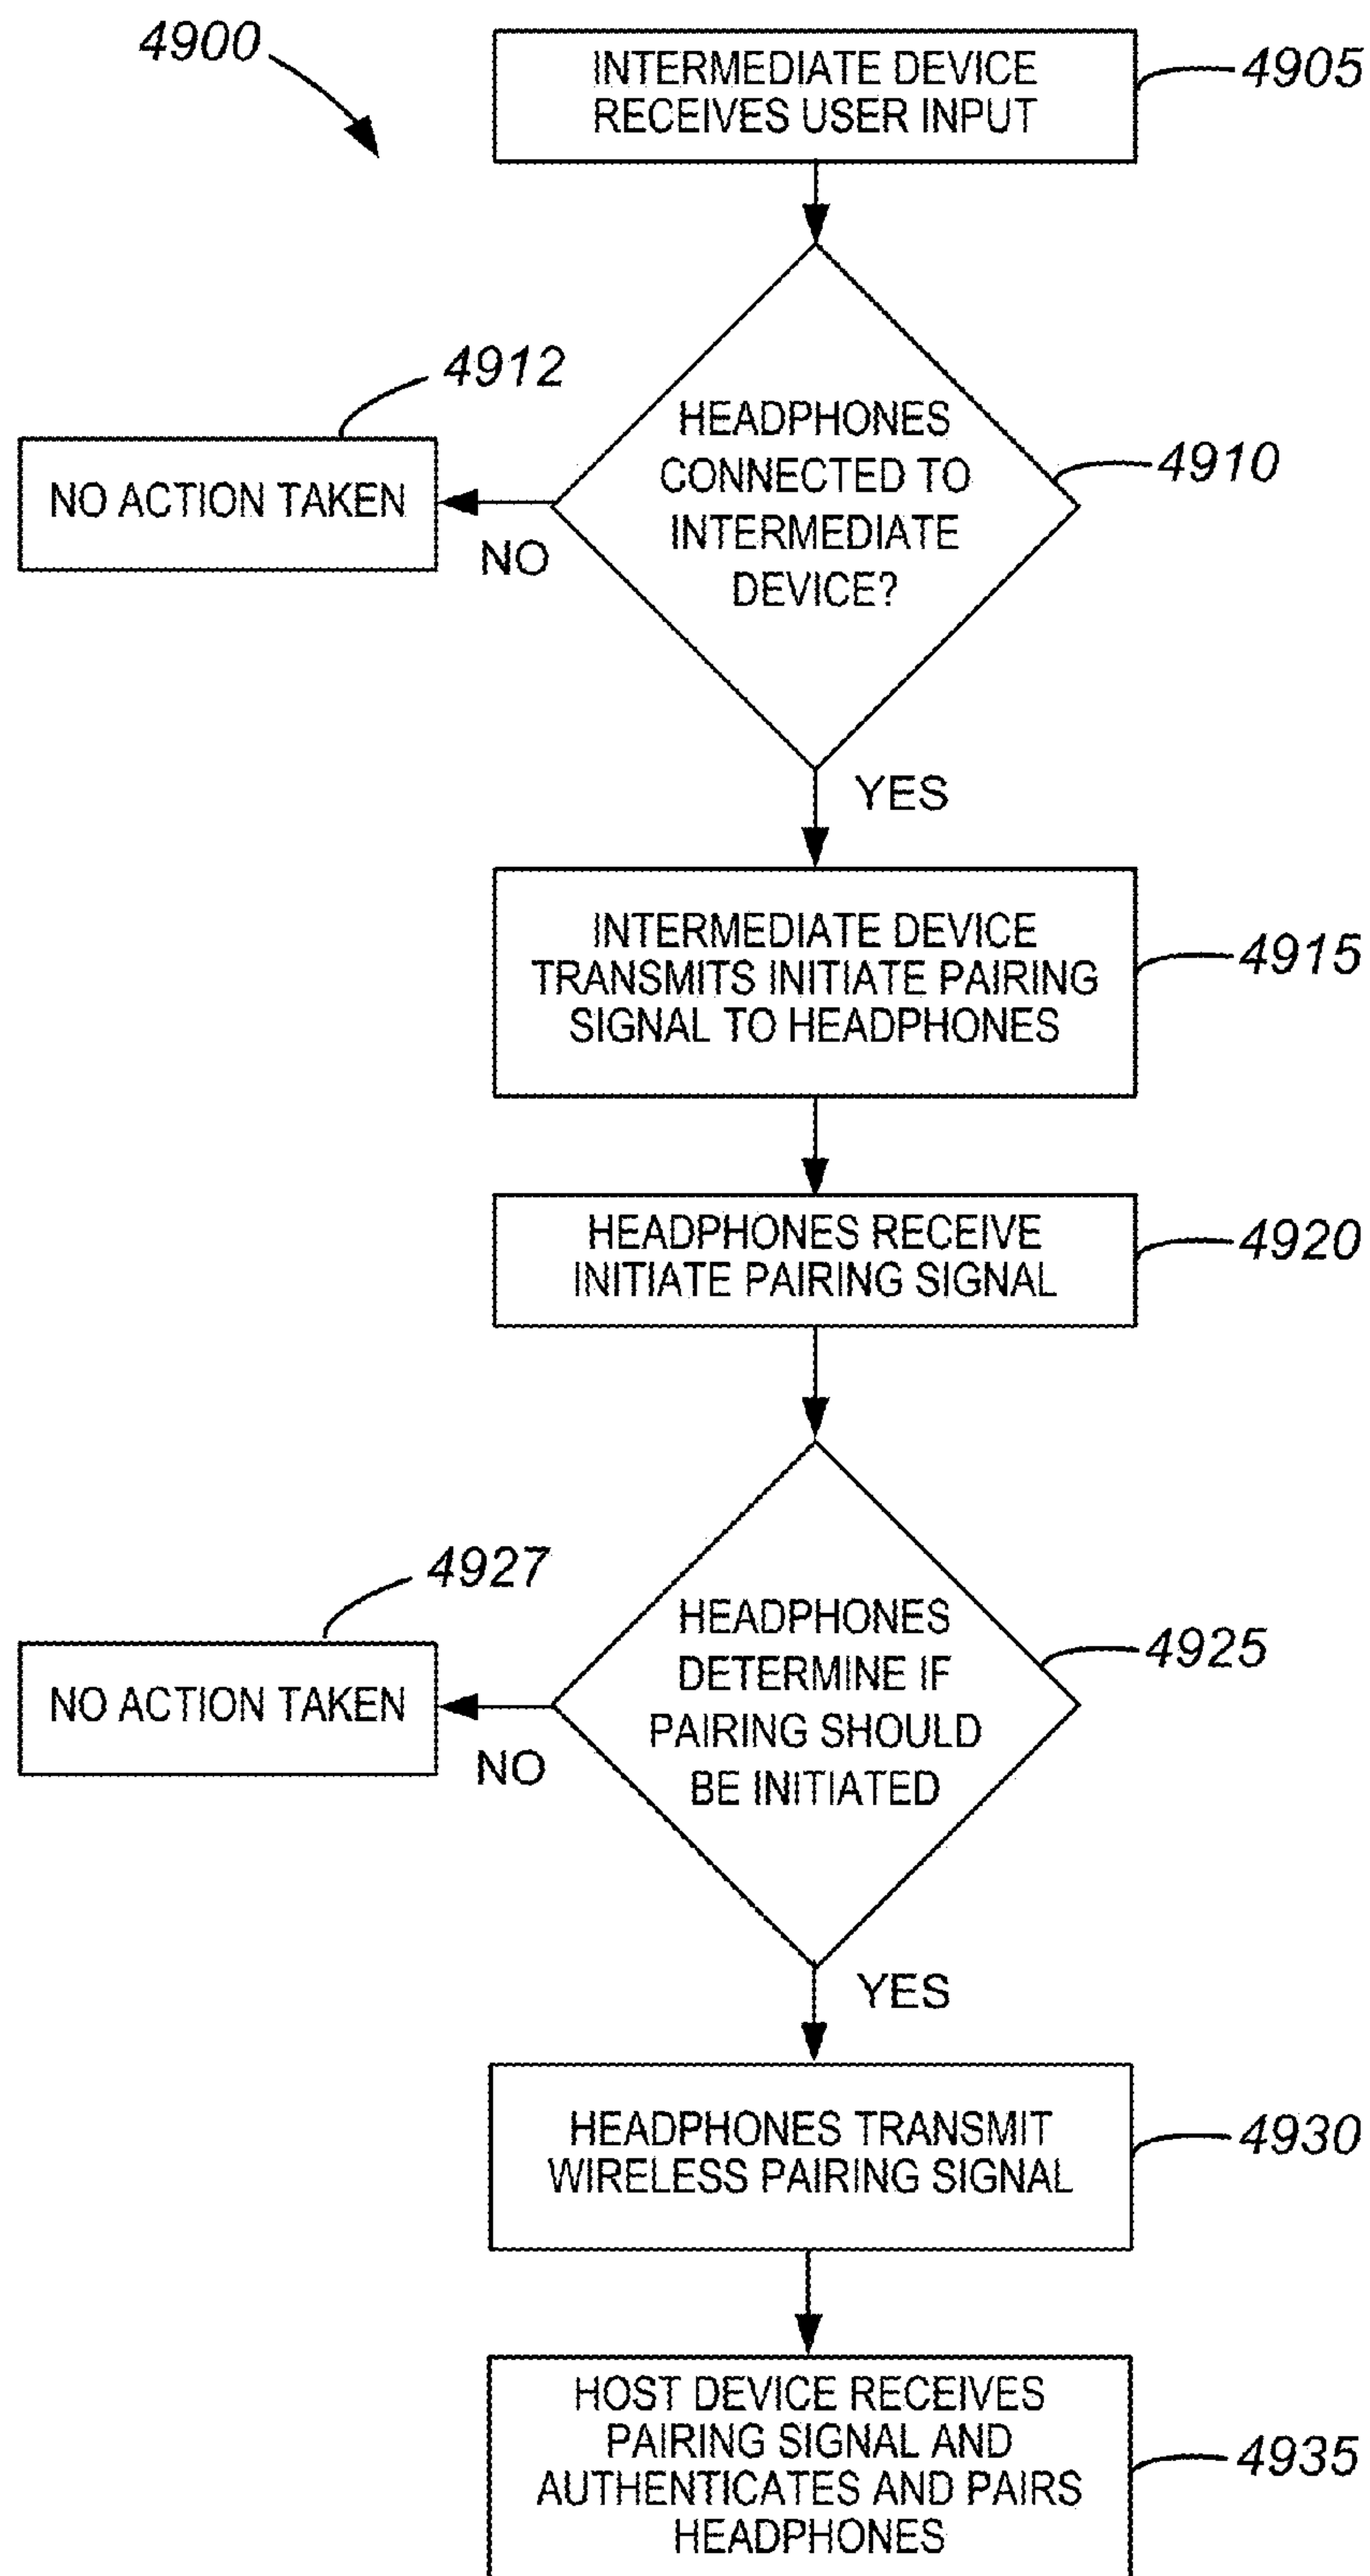 4900
INTERMEDIATE DEVICE
RECEIVES USER INPUT
4905
HEADPHONES
CONNECTED TO
INTERMEDIATE
DEVICE?
4910
4912
NO ACTION TAKEN
NO
YES
INTERMEDIATE DEVICE
TRANSMITS INITIATE PAIRING
SIGNAL TO HEADPHONES
4915
HEADPHONES RECEIVE
INITIATE PAIRING SIGNAL
4920
HEADPHONES
DETERMINE IF
PAIRING SHOULD
BE INITIATED
4925
4927
NO ACTION TAKEN
NO
YES
HEADPHONES TRANSMIT
WIRELESS PAIRING SIGNAL
4930
HOST DEVICE RECEIVES
PAIRING SIGNAL AND
AUTHENTICATES AND PAIRS
HEADPHONES
4935